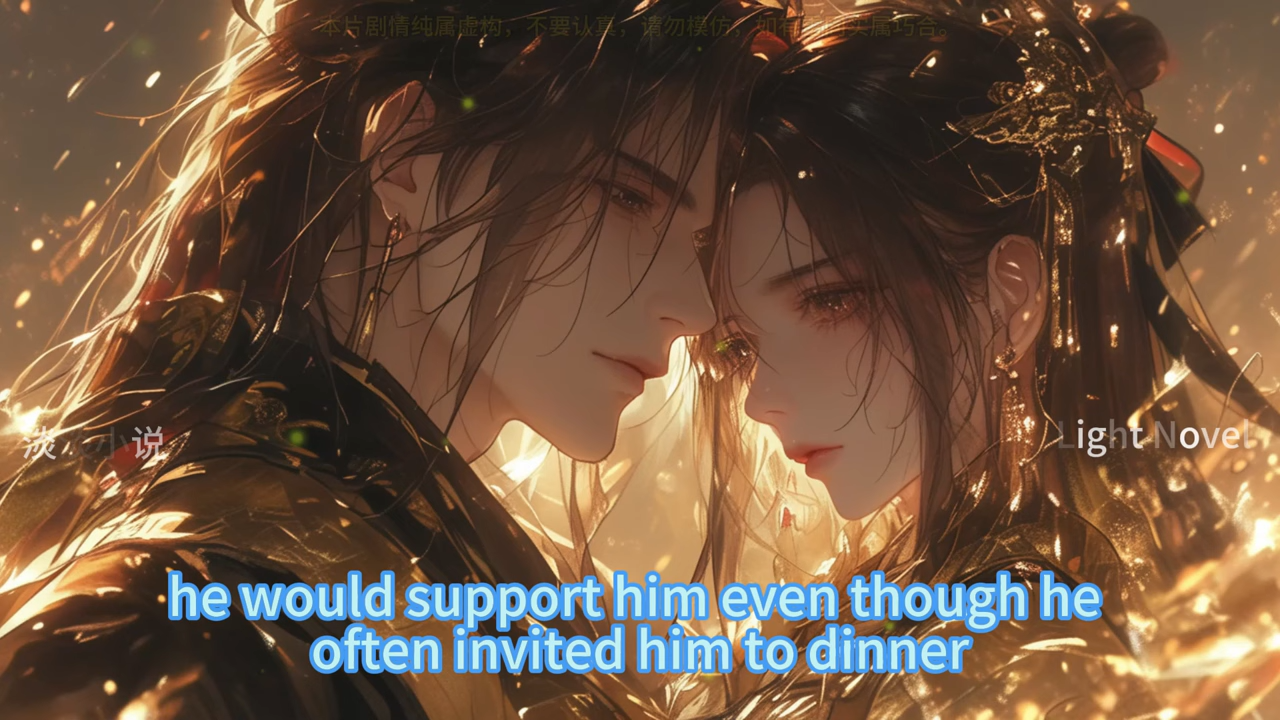 本片剧情纯属虚构，不要认真，请勿模仿，如有 实属巧合。
淡 小说
Light Novel
he would support him even though he
often invited him to dinner